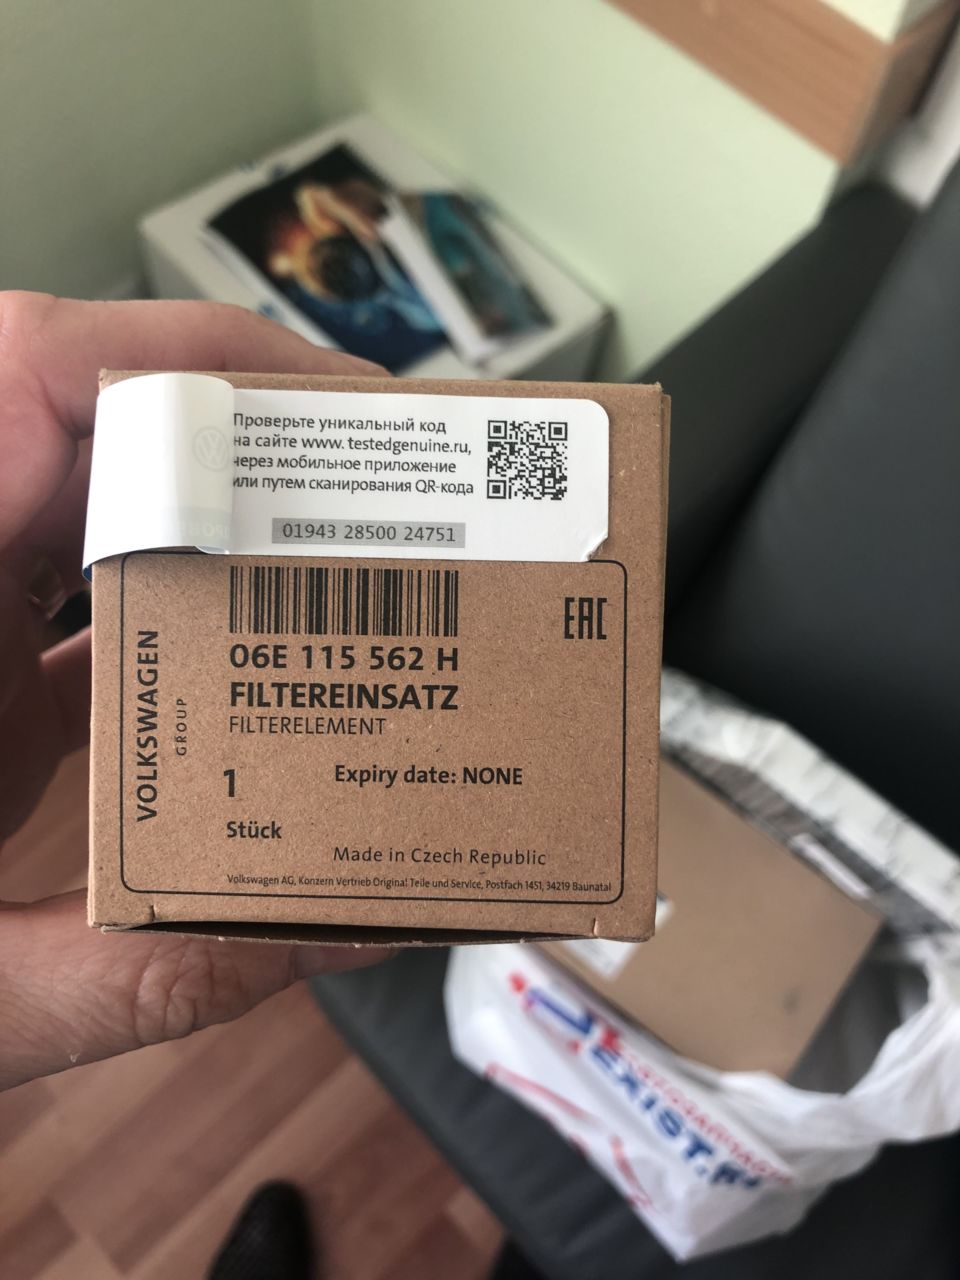 Проверьте уникальный код
на сайте www. testedgenuine.ru,
через мобильное приложение
или путем сканирования QR-кода
01943 28500 24751
EAC
06E 115 562 H
FILTEREINSATZ
FILTERELEMENT
VOLKSWAGEN
GROUP
1
Expiry date: NONE
Stück
Made in Czech Republic
Volkswagen AG, Konzern Vertrieb Original Teile und Service, Postfach 1451, 34219 Baunatal
АВТОЗАПЧАСТИ
EXIST.RU